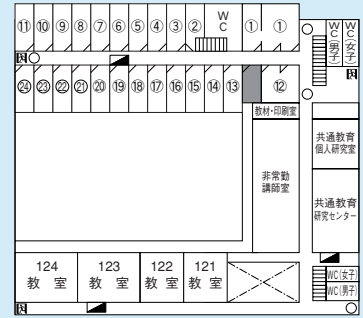 ⑪ ⑩ ⑨ ⑧ ⑦ ⑥ ⑤ ④ ③ ② WC ① ①
WC(男子) WC(女子)
㉔ ㉓ ㉒ ㉑ ⑳ ⑲ ⑱ ⑰ ⑯ ⑮ ⑭ ⑬ ⑫
教材・印刷室
共通教育
個人研究室
非常勤
講師室
共通教育
研究センター
124
教 室
123
教 室
122
教 室
121
教 室
WC(女子)
WC(男子)